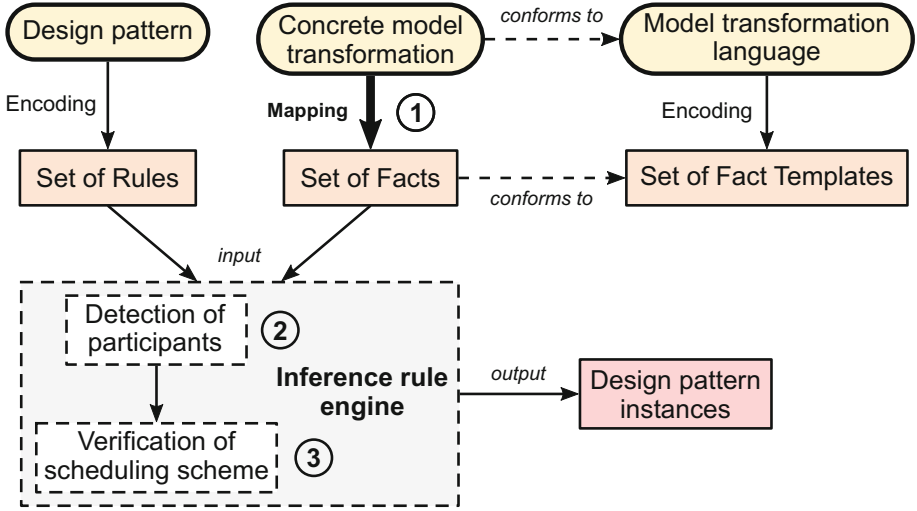 Design pattern
Concrete model
transformation
conforms to
Model transformation
language
Encoding
Mapping
1
Encoding
Set of Rules
Set of Facts
conforms to
Set of Fact Templates
input
Detection of
participants
2
Inference rule
engine
output
Design pattern
instances
Verification of
scheduling scheme
3